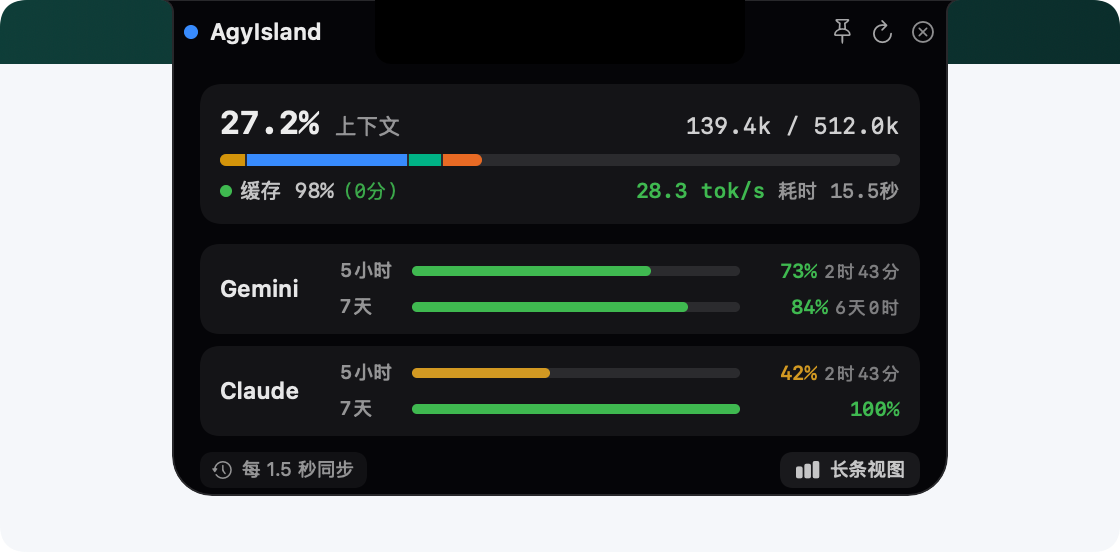 AgyIsland
27.2% 上下文 139.4k / 512.0k
缓存 98% (0分) 28.3 tok/s 耗时 15.5秒
Gemini
5小时 73% 2时43分
7天 84% 6天0时
Claude
5小时 42% 2时43分
7天 100%
每 1.5 秒同步 长条视图